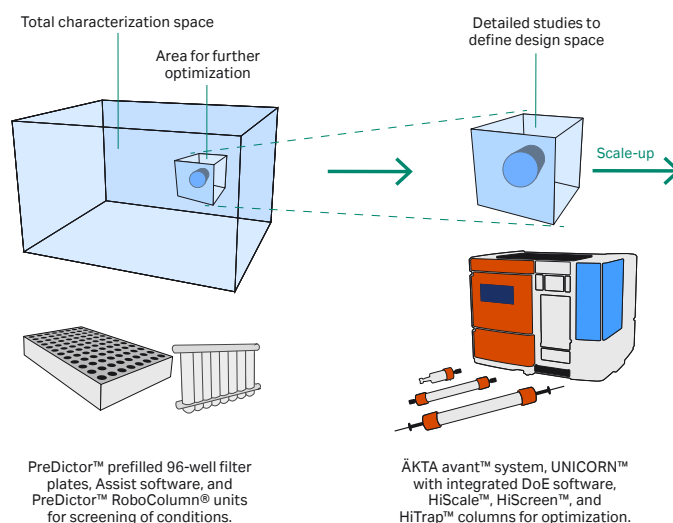 Total characterization space
Area for further
optimization
Detailed studies to
define design space
Scale-up
PreDictor™ prefilled 96-well filter
plates, Assist software, and
PreDictor™ RoboColumn® units
for screening of conditions.
ÄKTA avant™ system, UNICORN™
with integrated DoE software,
HiScale™, HiScreen™, and
HiTrap™ columns for optimization.